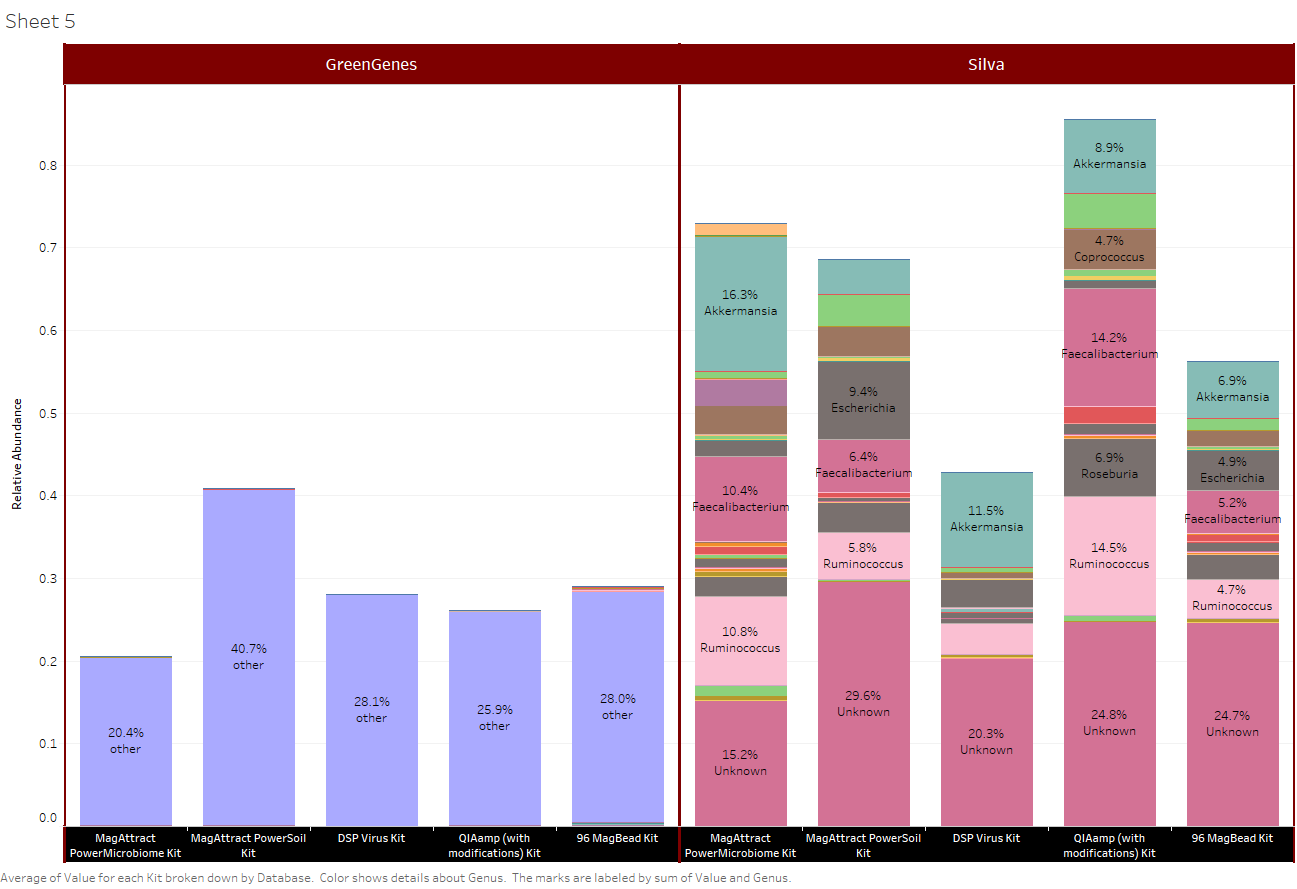 Sheet 5
GreenGenes
Silva
Relative Abundance
0.8
0.7
0.6
0.5
0.4
0.3
0.2
0.1
0.0
20.4%
other
40.7%
other
28.1%
other
25.9%
other
28.0%
other
16.3%
Akkermansia
10.4%
Faecalibacterium
10.8%
Ruminococcus
15.2%
Unknown
9.4%
Escherichia
6.4%
Faecalibacterium
5.8%
Ruminococcus
29.6%
Unknown
11.5%
Akkermansia
20.3%
Unknown
8.9%
Akkermansia
4.7%
Coprococcus
14.2%
Faecalibacterium
6.9%
Roseburia
14.5%
Ruminococcus
24.8%
Unknown
6.9%
Akkermansia
4.9%
Escherichia
5.2%
Faecalibacterium
4.7%
Ruminococcus
24.7%
Unknown
MagAttract
PowerMicrobiome Kit
MagAttract PowerSoil
Kit
DSP Virus Kit
QIAamp (with
modifications) Kit
96 MagBead Kit
MagAttract
PowerMicrobiome Kit
MagAttract PowerSoil
Kit
DSP Virus Kit
QIAamp (with
modifications) Kit
96 MagBead Kit
Average of Value for each Kit broken down by Database.  Color shows details about Genus.  The marks are labeled by sum of Value and Genus.